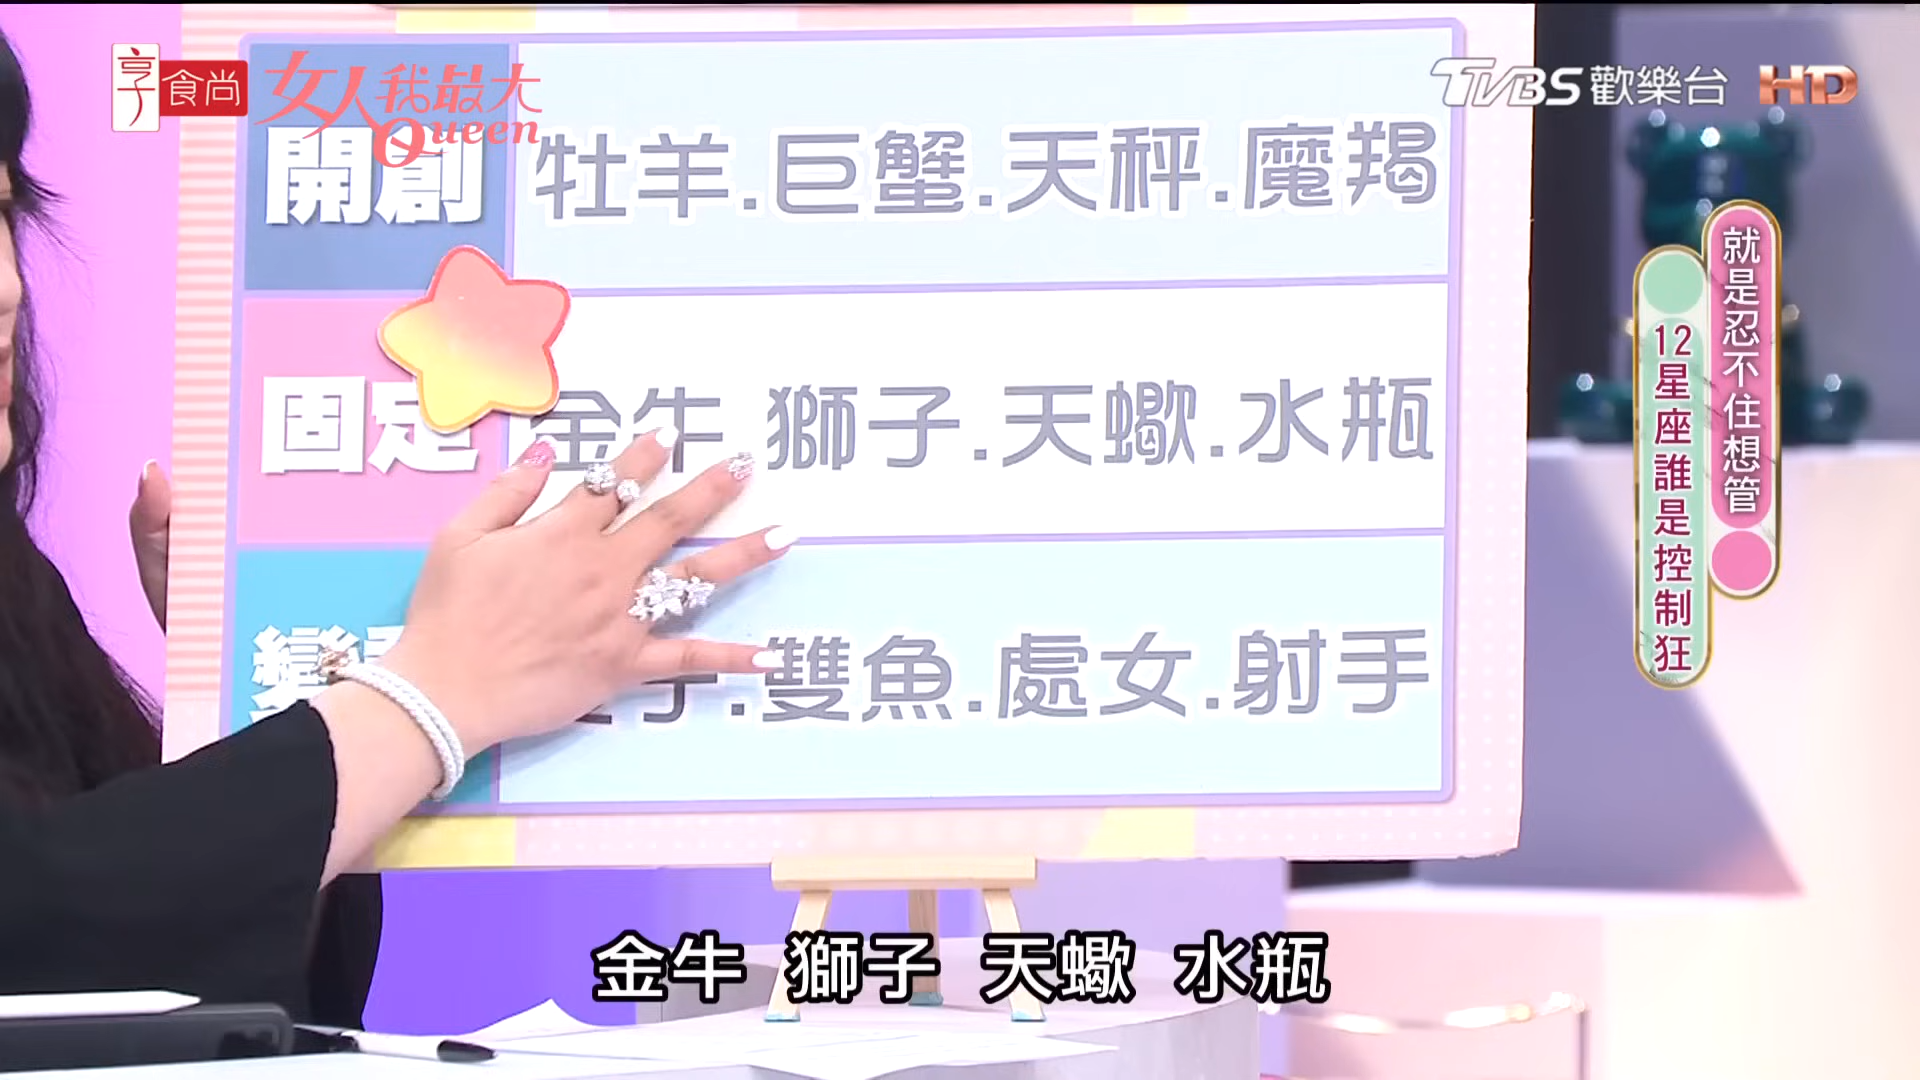 享食尚
女人我最大
Queen
TVBS歡樂台 HD
開創 牡羊.巨蟹.天秤.魔羯
固定 金牛 獅子.天蠍.水瓶
子.雙魚.處女.射手
就是忍不住想管
12星座誰是控制狂
金牛 獅子 天蠍 水瓶